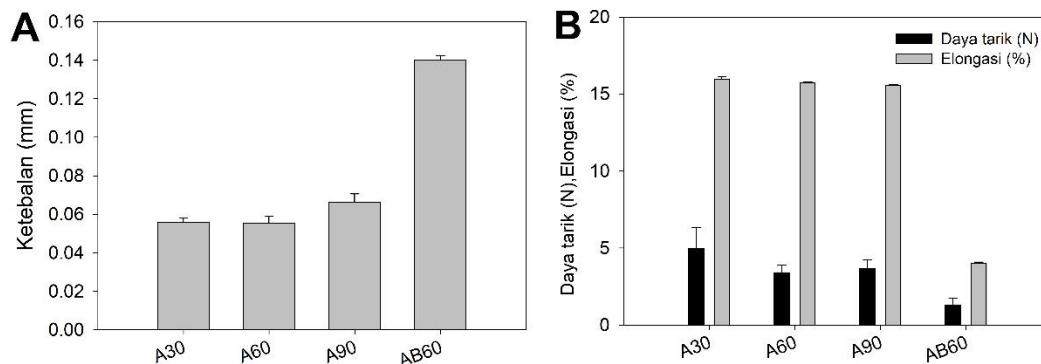 A
Ketebalan (mm)
0.16
0.14
0.12
0.10
0.08
0.06
0.04
0.02
0.00
A30
A60
A90
AB60
B
Daya tarik (N),Elongasi (%)
20
15
10
5
0
Daya tarik (N)
Elongasi (%)
A30
A60
A90
AB60